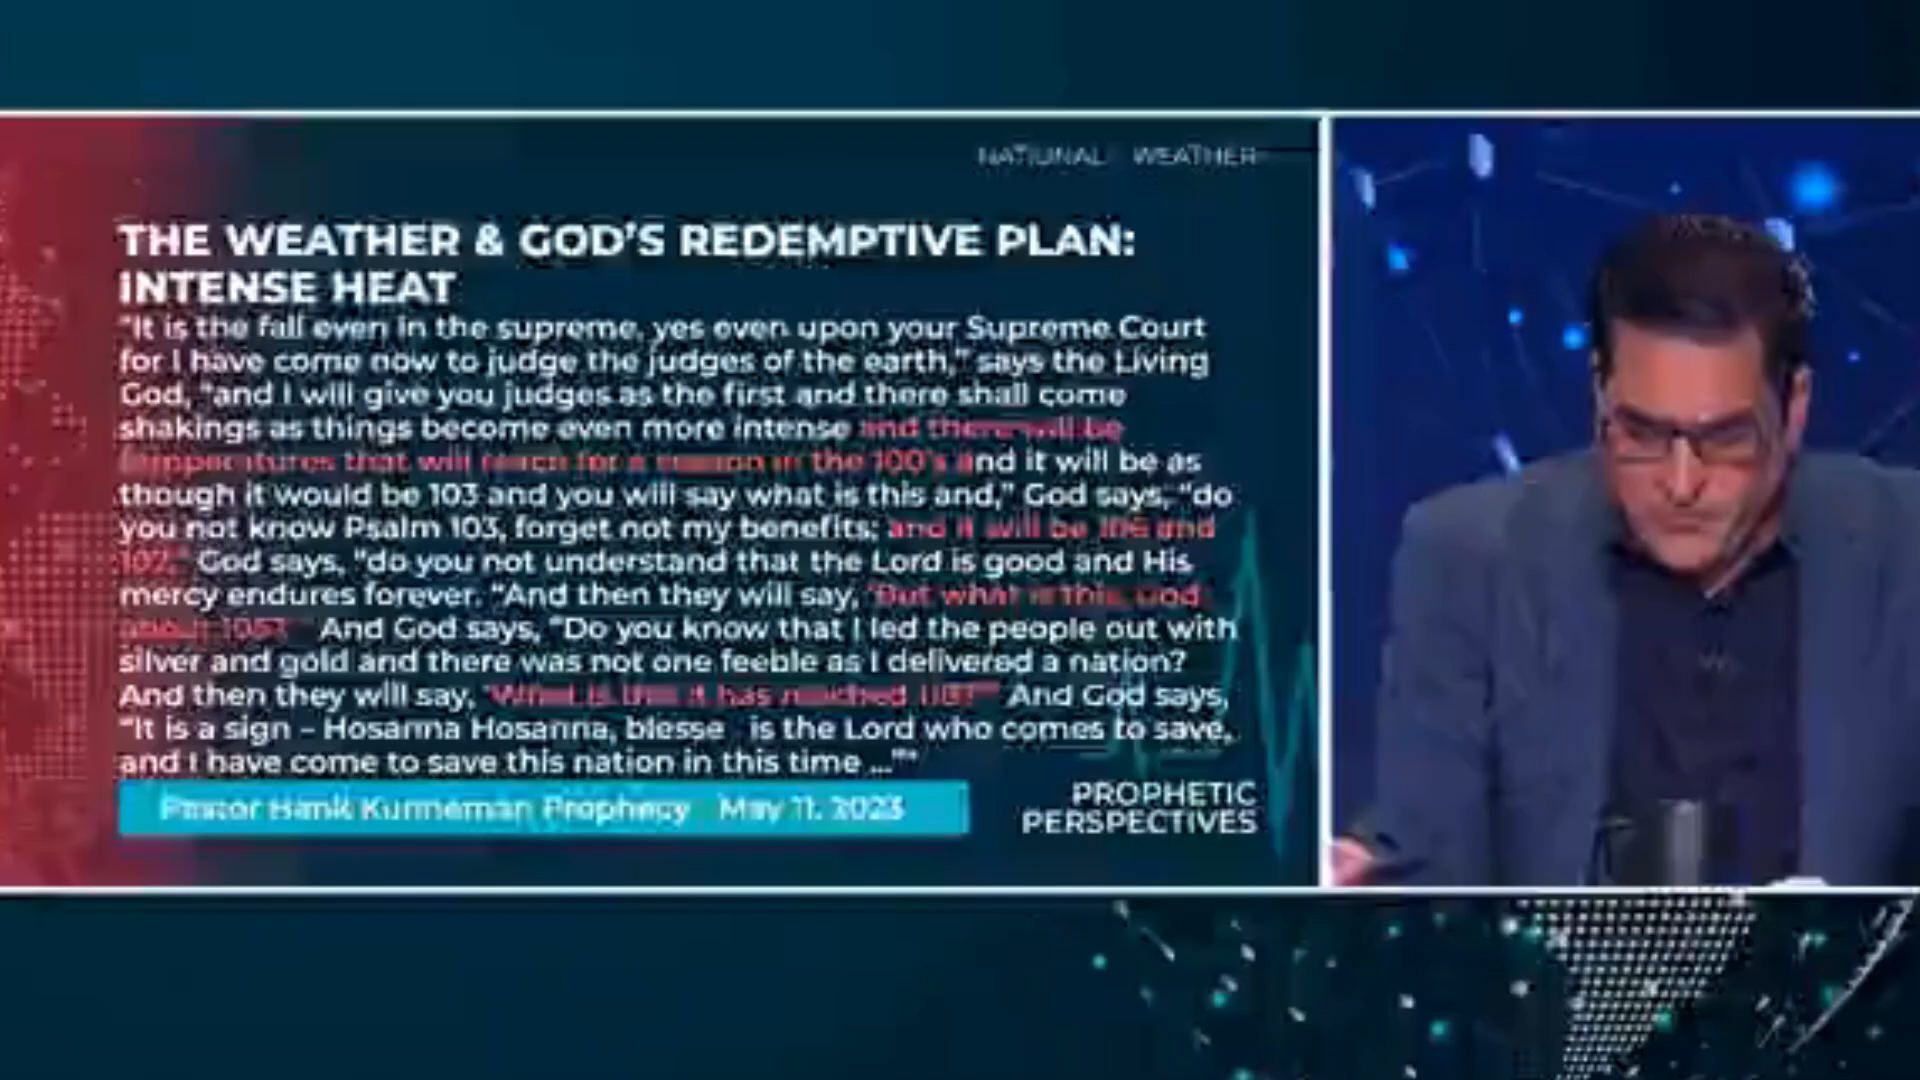 NATIONAL WEATHER
THE WEATHER & GOD'S REDEMPTIVE PLAN:
INTENSE HEAT
"It is the fall even in the supreme, yes even upon your Supreme Court
for I have come now to judge the judges of the earth," says the Living
God, "and I will give you judges as the first and there shall come
shakings as things become even more intense and there will be
temperatures that will reach for a season in the 100's and it will be as
though it would be 103 and you will say what is this and," God says, "do
you not know Psalm 103, forget not my benefits; and it will be 106 and
107." God says, "do you not understand that the Lord is good and His
mercy endures forever. "And then they will say, "But what is this, God,
about 105?" And God says, "Do you know that I led the people out with
silver and gold and there was not one feeble as I delivered a nation?
And then they will say, "What is this it has reached 118?"" And God says,
"It is a sign – Hosanna Hosanna, blesse is the Lord who comes to save,
and I have come to save this nation in this time ...""
Pastor Hank Kunneman Prophecy May 11, 2023
PROPHETIC
PERSPECTIVES